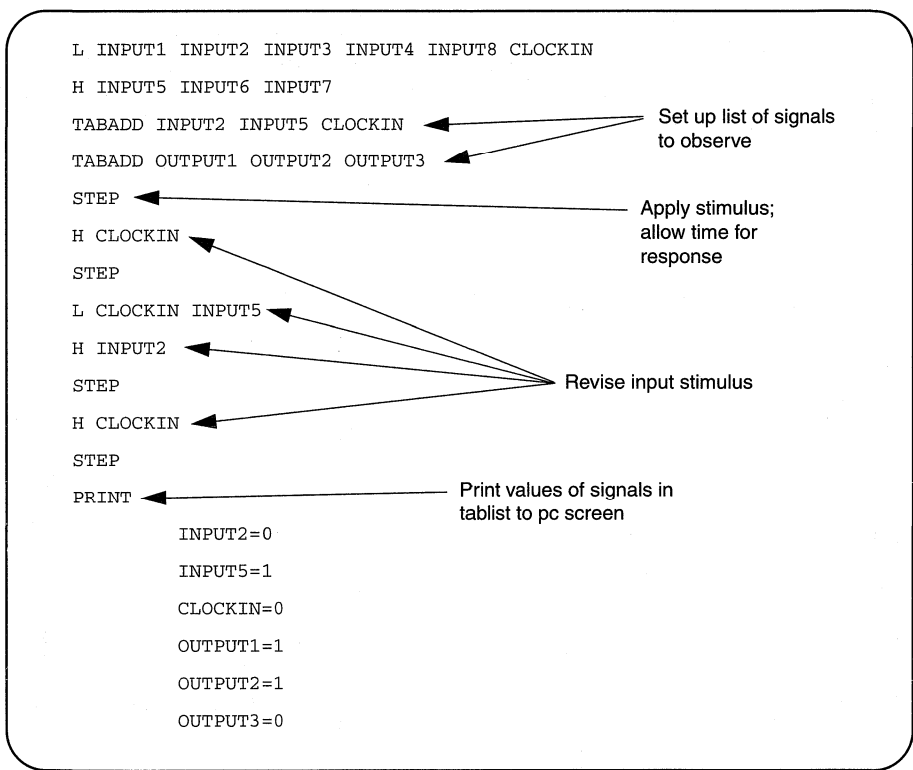 L INPUT1 INPUT2 INPUT3 INPUT4 INPUT8 CLOCKIN
H INPUT5 INPUT6 INPUT7
TABADD INPUT2 INPUT5 CLOCKIN
Set up list of signals
to observe
TABADD OUTPUT1 OUTPUT2 OUTPUT3
STEP
Apply stimulus;
allow time for
response
H CLOCKIN
STEP
L CLOCKIN INPUT5
H INPUT2
Revise input stimulus
STEP
H CLOCKIN
STEP
PRINT
Print values of signals in
tablist to pc screen
INPUT2=0
INPUT5=1
CLOCKIN=0
OUTPUT1=1
OUTPUT2=1
OUTPUT3=0